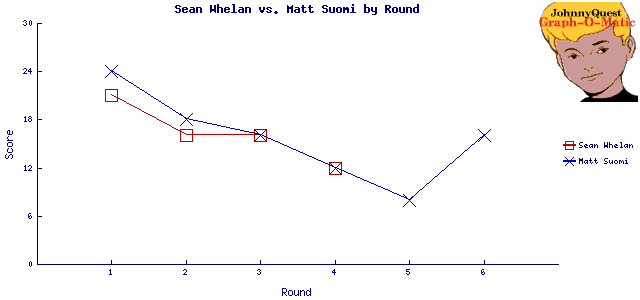 Sean Whelan vs. Matt Suomi by Round
JohnnyQuest
Graph-O-Matic
30
24
18
12
6
0
Score
1 2 3 4 5 6
Round
Sean Whelan
Matt Suomi